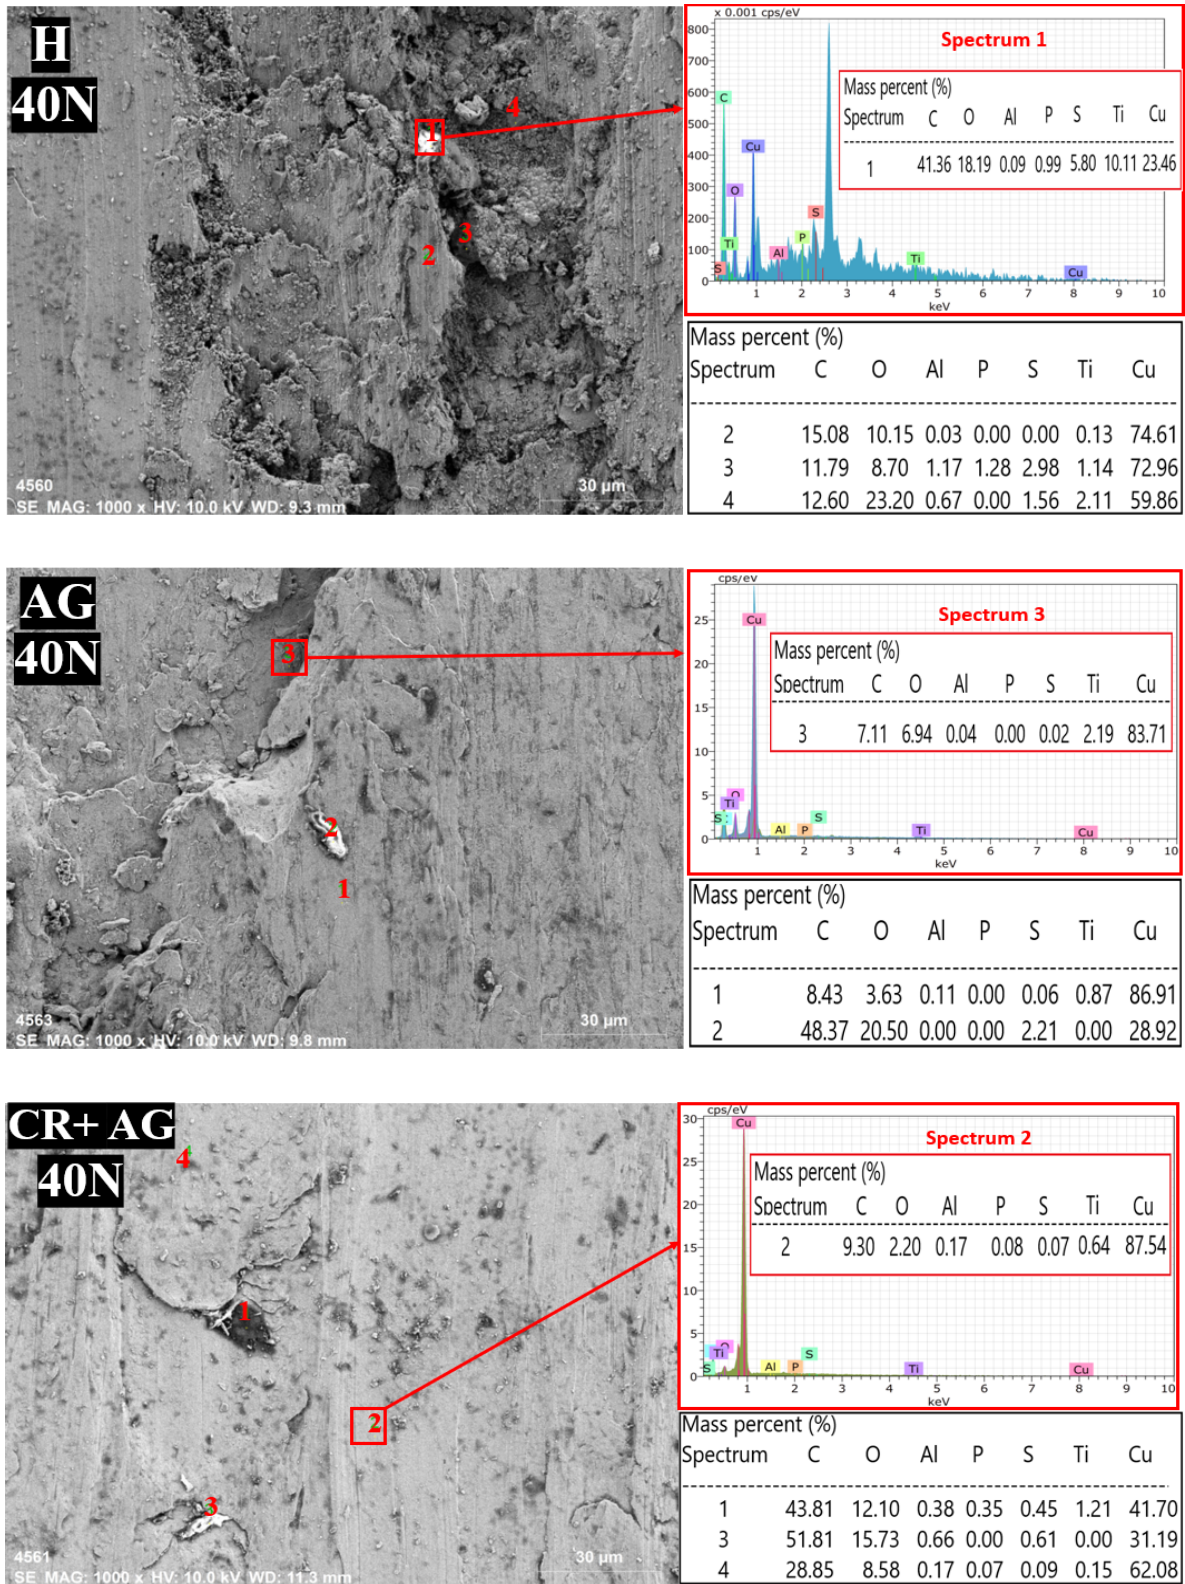 H
40N
1
2
3
4
4560
SE MAG: 1000 x HV: 10.0 kV WD: 9.3 mm
30 µm
x 0.001 cps/eV
Spectrum 1
800
700
600
500
400
300
200
100
0
C
O
Cu
Ti
S
Al
P
S
Ti
Cu
1 2 3 4 5 6 7 8 9 10
keV
Mass percent (%)
Spectrum C O Al P S Ti Cu
1 41.36 18.19 0.09 0.99 5.80 10.11 23.46
Mass percent (%)
Spectrum C O Al P S Ti Cu
2 15.08 10.15 0.03 0.00 0.00 0.13 74.61
3 11.79 8.70 1.17 1.28 2.98 1.14 72.96
4 12.60 23.20 0.67 0.00 1.56 2.11 59.86
AG
40N
3
2
1
4563
SE MAG: 1000 x HV: 10.0 kV WD: 9.8 mm
30 µm
cps/eV
Spectrum 3
25
20
15
10
5
0
Cu
O
Ti
S
Al
P
S
Ti
Cu
1 2 3 4 5 6 7 8 9 10
keV
Mass percent (%)
Spectrum C O Al P S Ti Cu
3 7.11 6.94 0.04 0.00 0.02 2.19 83.71
Mass percent (%)
Spectrum C O Al P S Ti Cu
1 8.43 3.63 0.11 0.00 0.06 0.87 86.91
2 48.37 20.50 0.00 0.00 2.21 0.00 28.92
CR+ AG
40N
4
1
2
3
4561
SE MAG: 1000 x HV: 10.0 kV WD: 11.3 mm
30 µm
cps/eV
Spectrum 2
30
25
20
15
10
5
0
Cu
O
Ti
S
Al
P
S
Ti
Cu
1 2 3 4 5 6 7 8 9 10
keV
Mass percent (%)
Spectrum C O Al P S Ti Cu
2 9.30 2.20 0.17 0.08 0.07 0.64 87.54
Mass percent (%)
Spectrum C O Al P S Ti Cu
1 43.81 12.10 0.38 0.35 0.45 1.21 41.70
3 51.81 15.73 0.66 0.00 0.61 0.00 31.19
4 28.85 8.58 0.17 0.07 0.09 0.15 62.08